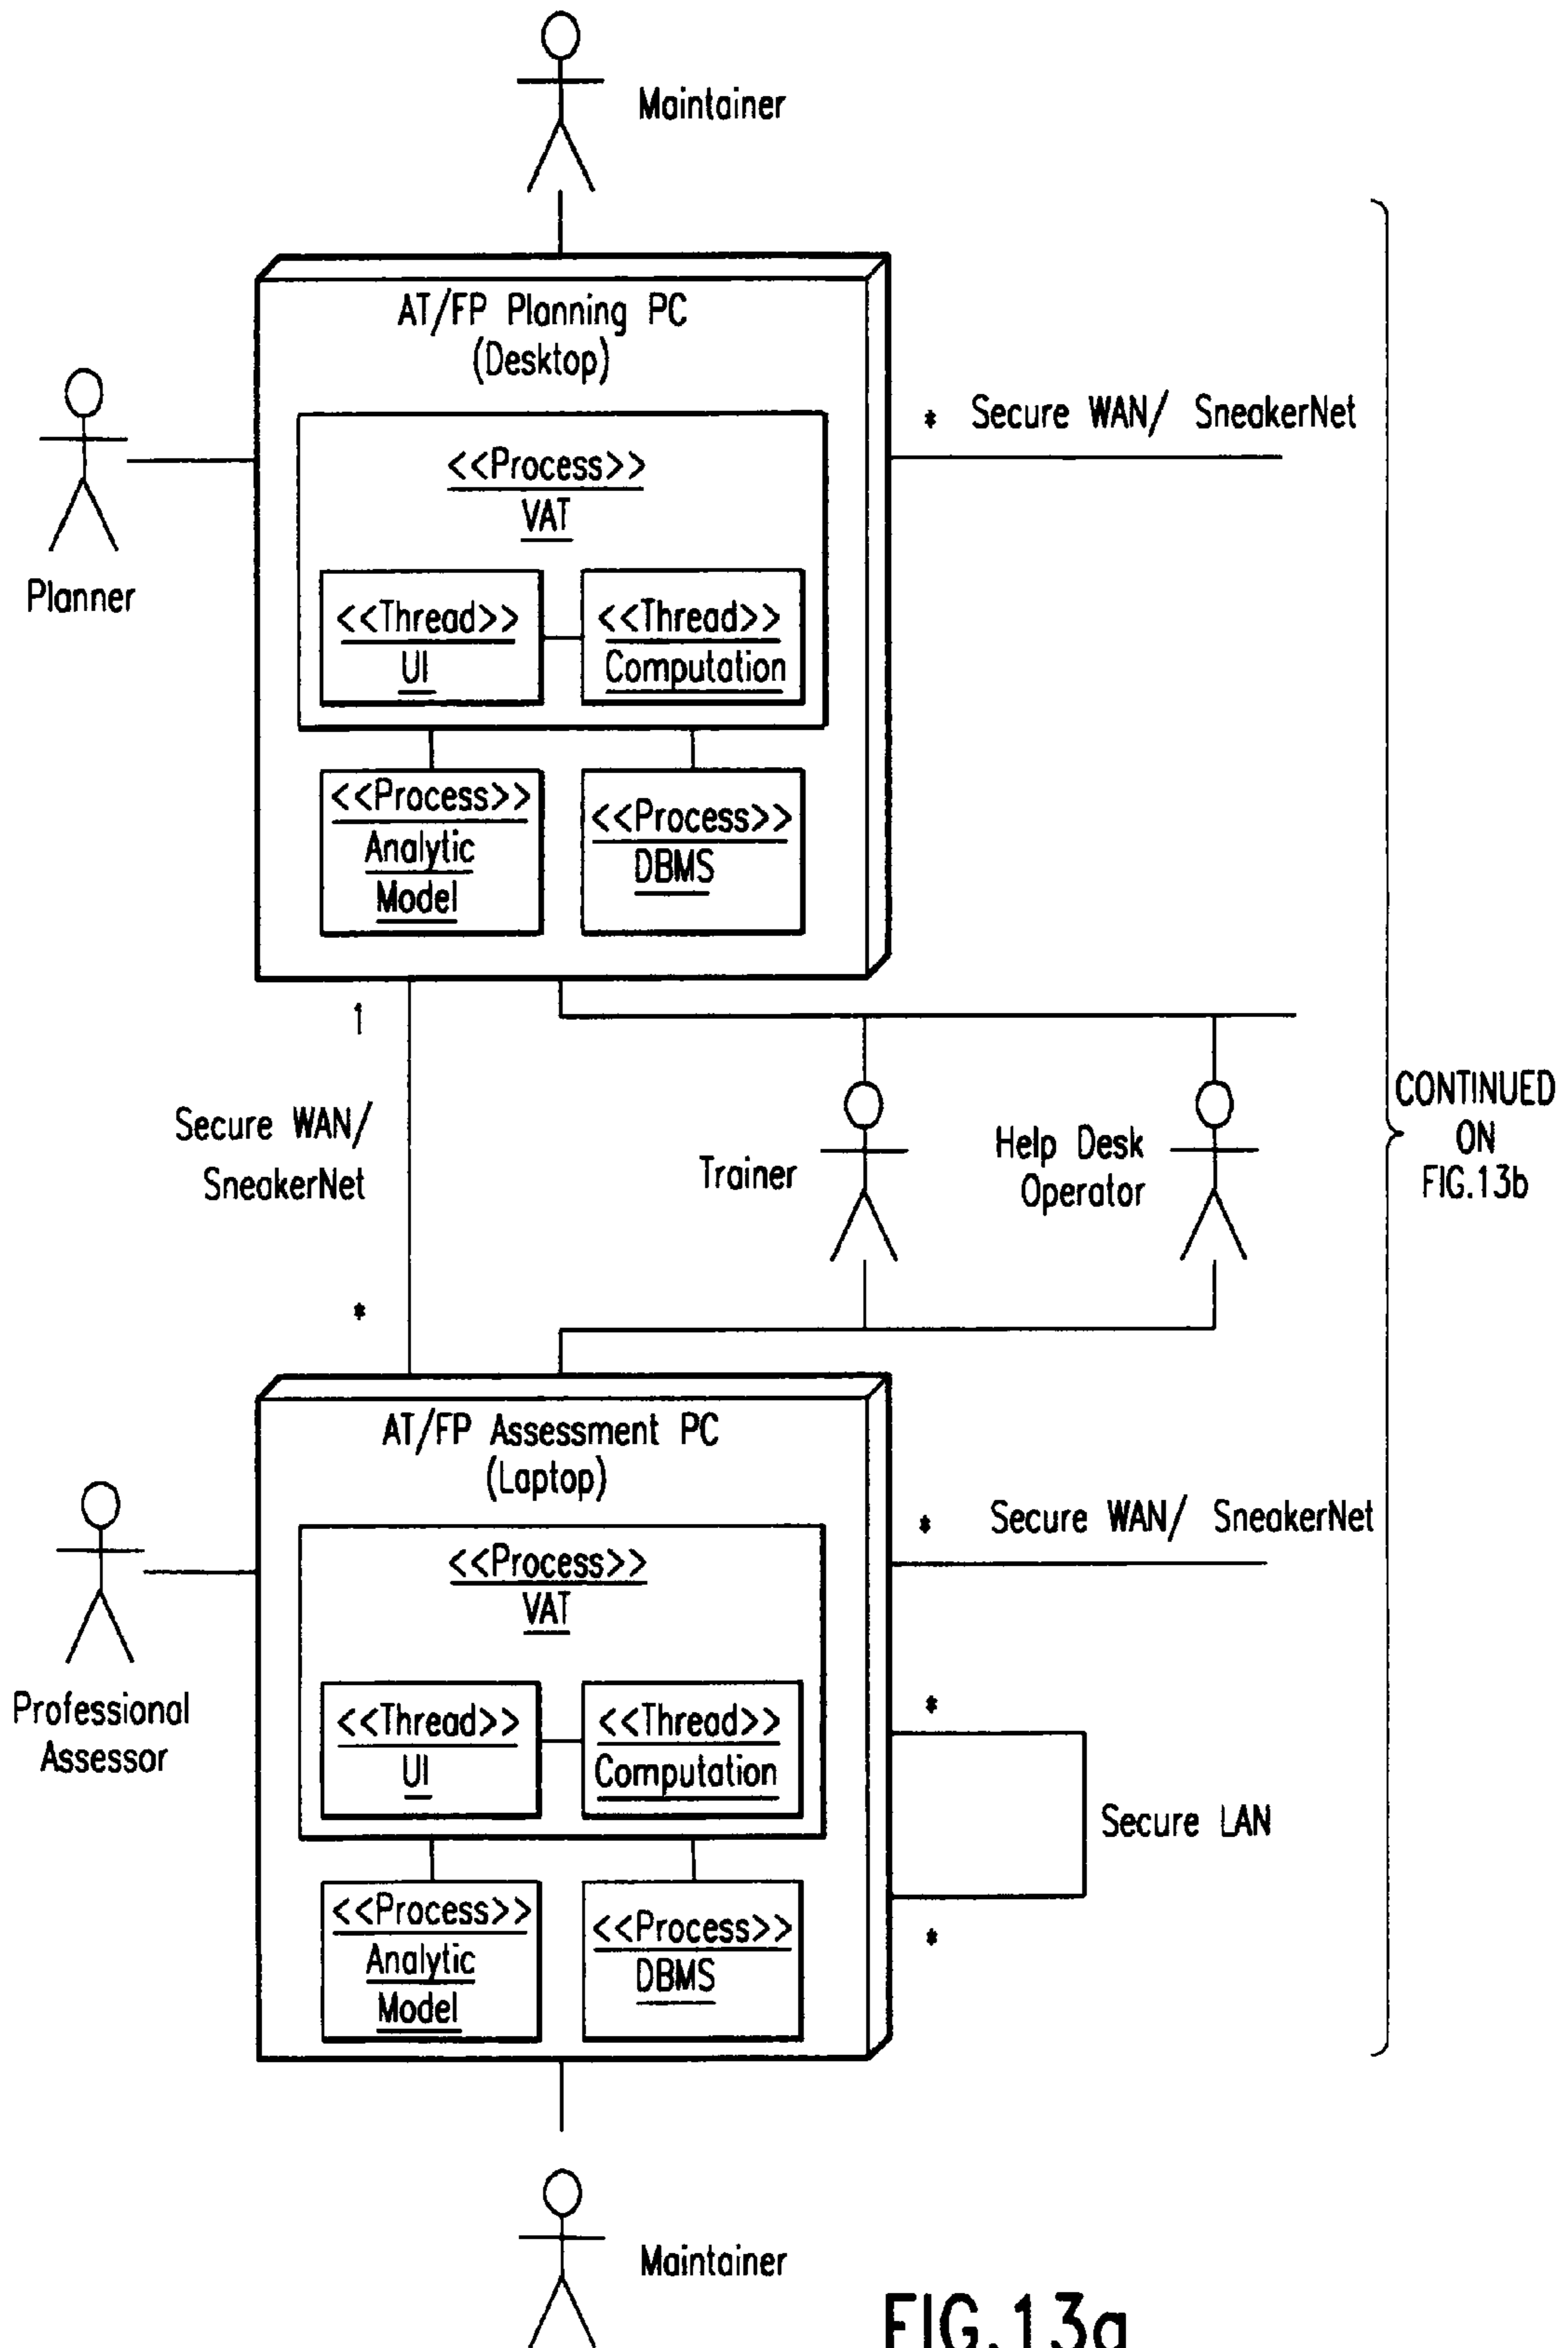 Maintainer
AT/FP Planning PC
(Desktop)
* Secure WAN/ SneakerNet
<<Process>>
VAT
Planner
<<Thread>>
UI
<<Thread>>
Computation
<<Process>>
Analytic
Model
<<Process>>
DBMS
1
Secure WAN/
SneakerNet
*
Trainer
Help Desk
Operator
CONTINUED
ON
FIG.13b
AT/FP Assessment PC
(Laptop)
* Secure WAN/ SneakerNet
<<Process>>
VAT
Professional
Assessor
<<Thread>>
UI
<<Thread>>
Computation
*
Secure LAN
*
<<Process>>
Analytic
Model
<<Process>>
DBMS
Maintainer
FIG.13a